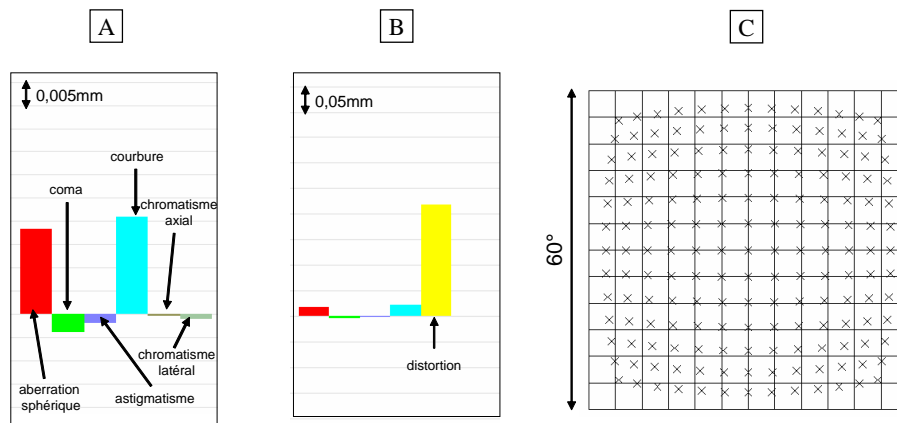 A
B
C
0,005mm
courbure
coma
chromatisme
axial
chromatisme
latéral
aberration
sphérique
astigmatisme
0,05mm
distortion
60°